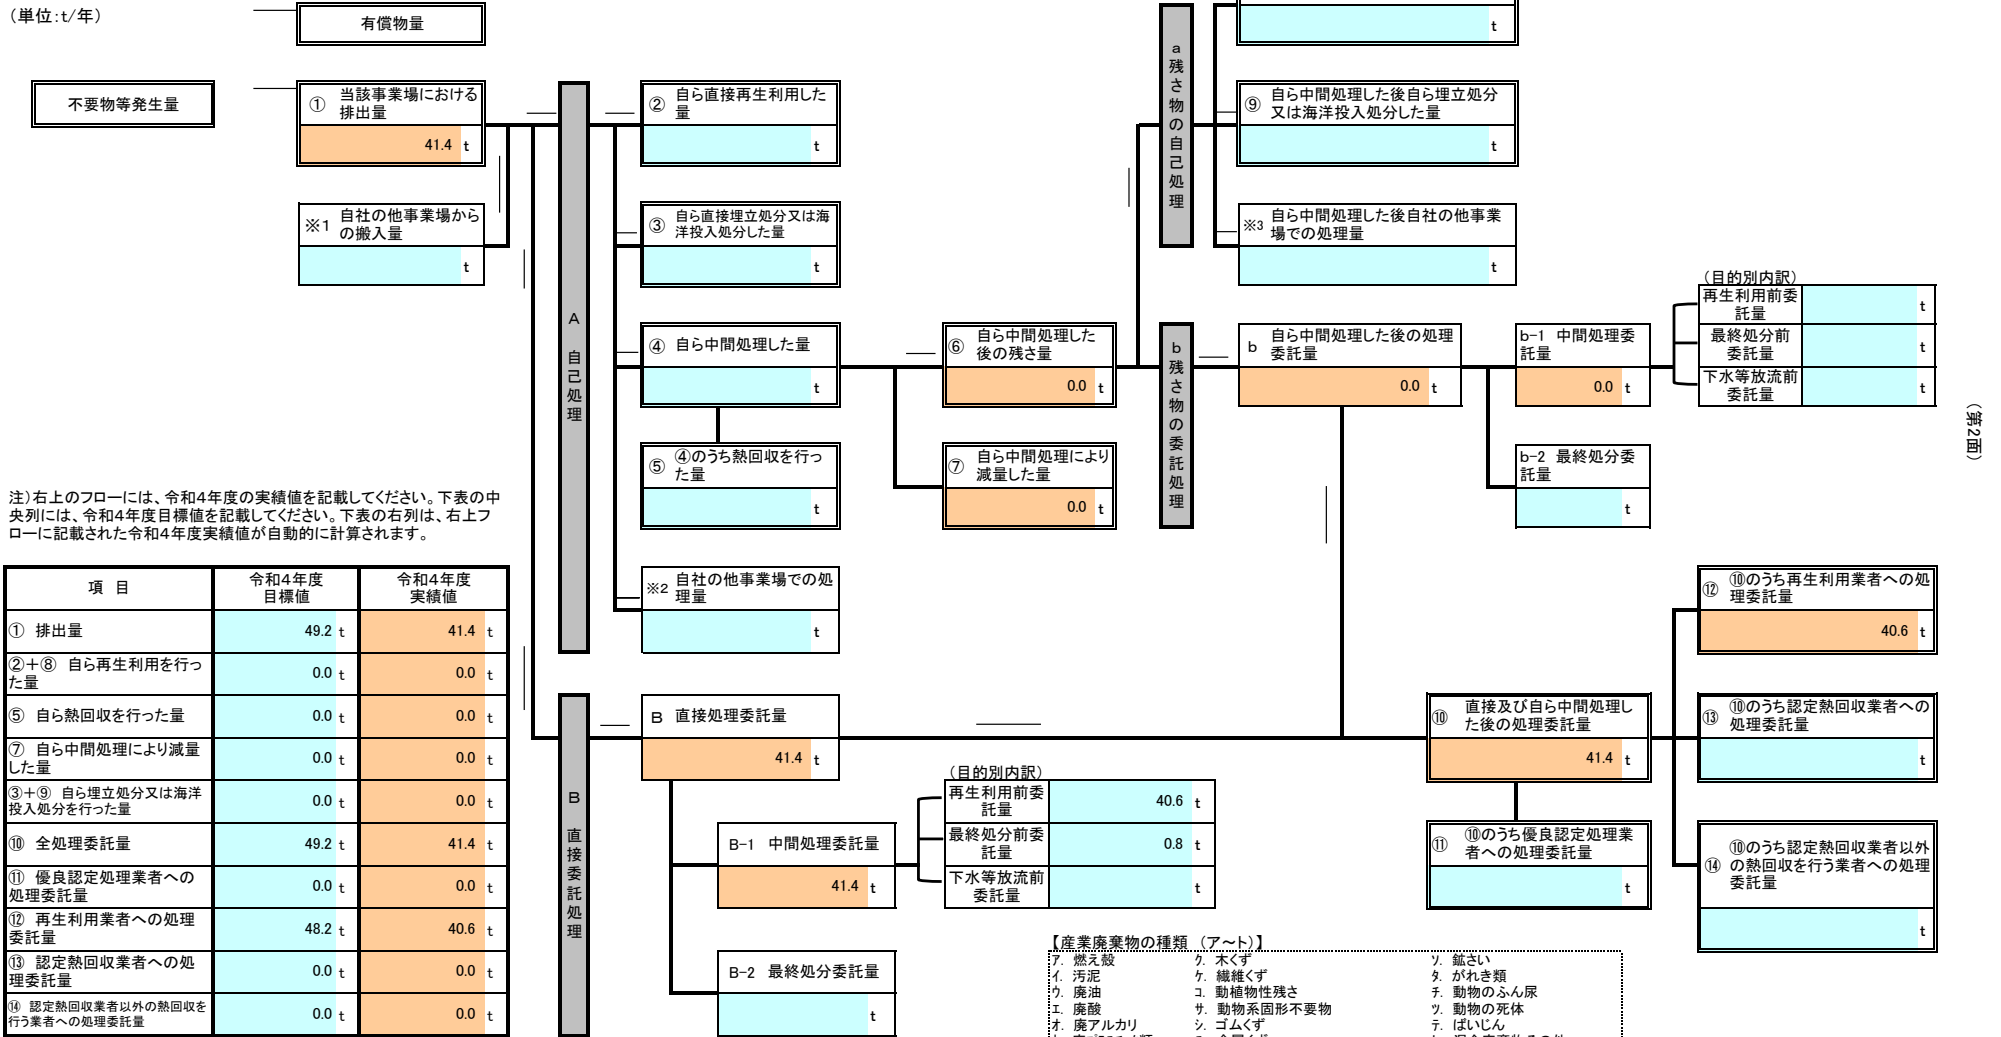 （単位：t/年）
有償物量
不要物等発生量
① 当該事業場における
排出量
41.4 t
※1 自社の他事業場から
の搬入量
t
A 自己処理
② 自ら直接再生利用した
量
t
③ 自ら直接埋立処分又は海
洋投入処分した量
t
④ 自ら中間処理した量
t
⑤ ④のうち熱回収を行っ
た量
t
※2 自社の他事業場での処
理量
t
⑥ 自ら中間処理した
後の残さ量
0.0 t
⑦ 自ら中間処理により
減量した量
0.0 t
a 残さ物の自己処理
t
⑨ 自ら中間処理した後自ら埋立処分
又は海洋投入処分した量
t
※3 自ら中間処理した後自社の他事業
場での処理量
t
b 残さ物の委託処理
b 自ら中間処理した後の処理
委託量
0.0 t
b-1 中間処理委
託量
0.0 t
b-2 最終処分委
託量
t
（目的別内訳）
再生利用前委
託量
t
最終処分前
委託量
t
下水等放流前
委託量
t
（第2面）
注）右上のフローには、令和4年度の実績値を記載してください。下表の中
央列には、令和4年度目標値を記載してください。下表の右列は、右上フ
ローに記載された令和4年度実績値が自動的に計算されます。
項 目
令和4年度
目標値
令和4年度
実績値
① 排出量 49.2 t 41.4 t
②＋⑧ 自ら再生利用を行っ
た量 0.0 t 0.0 t
⑤ 自ら熱回収を行った量 0.0 t 0.0 t
⑦ 自ら中間処理により減量
した量 0.0 t 0.0 t
③＋⑨ 自ら埋立処分又は海洋
投入処分を行った量 0.0 t 0.0 t
⑩ 全処理委託量 49.2 t 41.4 t
⑪ 優良認定処理業者への
処理委託量 0.0 t 0.0 t
⑫ 再生利用業者への処理
委託量 48.2 t 40.6 t
⑬ 認定熱回収業者への処
理委託量 0.0 t 0.0 t
⑭ 認定熱回収業者以外の熱回収を
行う業者への処理委託量 0.0 t 0.0 t
B 直接委託処理
B 直接処理委託量
41.4 t
B-1 中間処理委託量
41.4 t
B-2 最終処分委託量
t
（目的別内訳）
再生利用前委
託量
40.6 t
最終処分前委
託量
0.8 t
下水等放流前
委託量
t
⑩ 直接及び自ら中間処理し
た後の処理委託量
41.4 t
⑪ ⑩のうち優良認定処理業
者への処理委託量
t
⑫ ⑩のうち再生利用業者への処
理委託量
40.6 t
⑬ ⑩のうち認定熱回収業者への
処理委託量
t
⑭ ⑩のうち認定熱回収業者以外
の熱回収を行う業者への処理
委託量
t
【産業廃棄物の種類 （ア～ト）】
ア. 燃え殻 ク. 木くず ソ. 鉱さい
イ. 汚泥 ケ. 繊維くず タ. がれき類
ウ. 廃油 コ. 動植物性残さ チ. 動物のふん尿
エ. 廃酸 サ. 動物系固形不要物 ツ. 動物の死体
オ. 廃アルカリ シ. ゴムくず テ. ばいじん